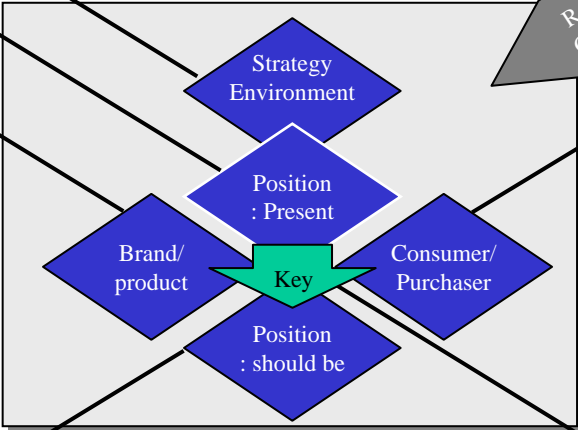 Strategy
Environment
Position
: Present
Brand/
product
Key
Consumer/
Purchaser
Position
: should be